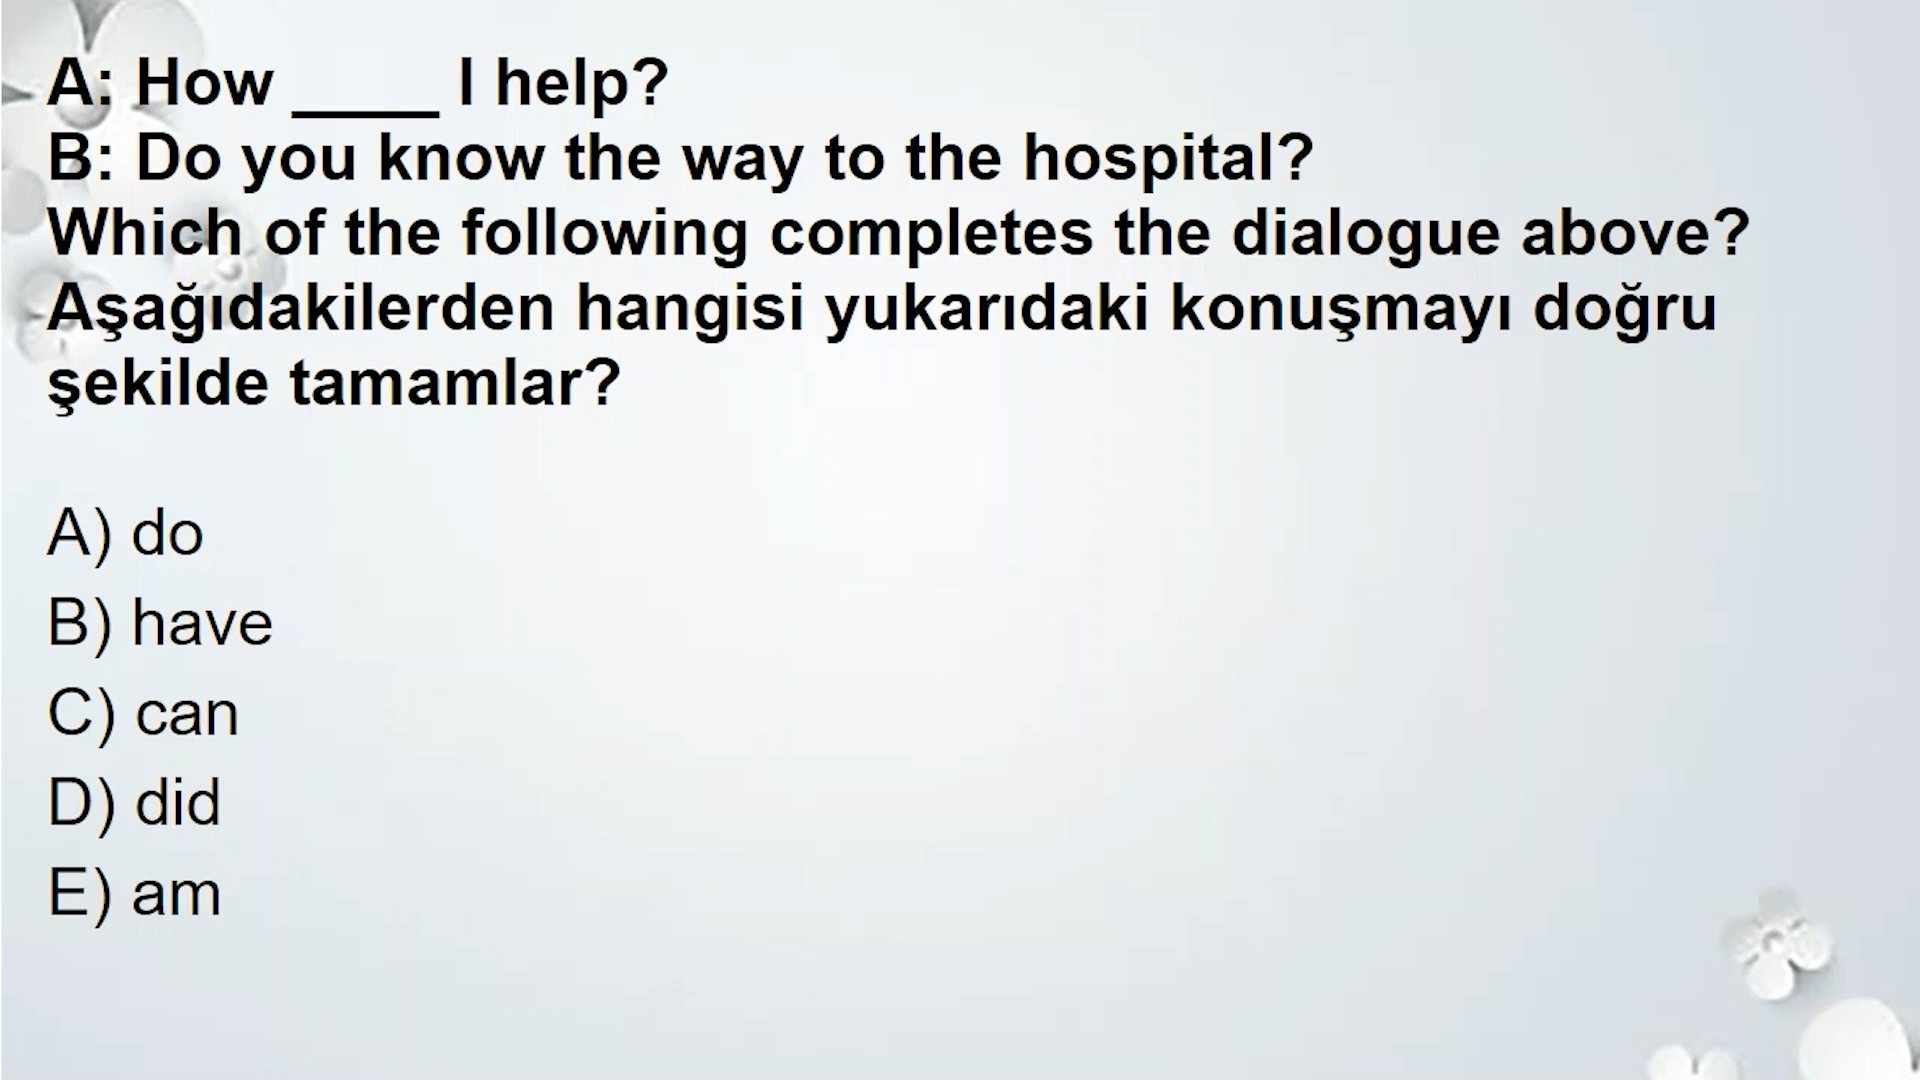 A: How ____ I help?
B: Do you know the way to the hospital?
Which of the following completes the dialogue above?
Aşağıdakilerden hangisi yukarıdaki konuşmayı doğru
şekilde tamamlar?
A) do
B) have
C) can
D) did
E) am